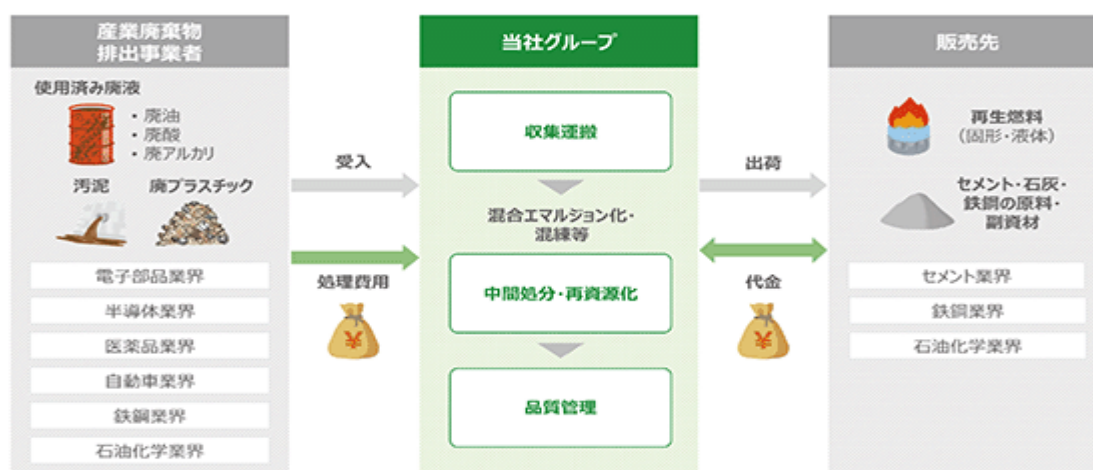 産業廃棄物
排出事業者
使用済み廃液
・廃油
・廃酸
・廃アルカリ
汚泥
廃プラスチック
電子部品業界
半導体業界
医薬品業界
自動車業界
鉄鋼業界
石油化学業界
受入
処理費用
¥
当社グループ
収集運搬
混合エマルション化・
混練等
中間処分・再資源化
品質管理
出荷
代金
¥
販売先
再生燃料
(固形・液体)
セメント・石灰・
鉄鋼の原料・
副資材
セメント業界
鉄鋼業界
石油化学業界